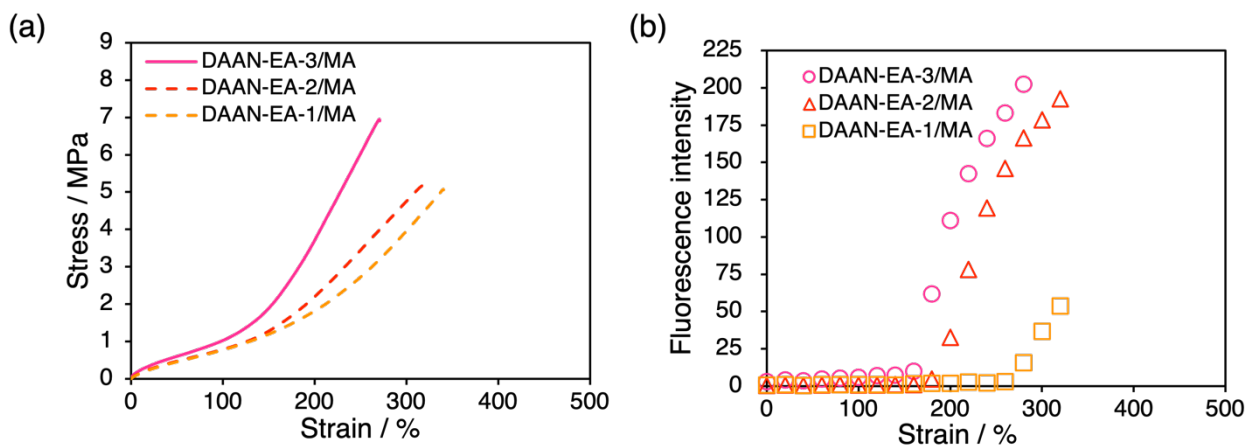 (a)
9
8
7
6
5
4
3
2
1
0
Stress / MPa
DAAN-EA-3/MA
DAAN-EA-2/MA
DAAN-EA-1/MA
0 100 200 300 400 500
Strain / %
(b)
225
200
175
150
125
100
75
50
25
0
Fluorescence intensity
DAAN-EA-3/MA
DAAN-EA-2/MA
DAAN-EA-1/MA
0 100 200 300 400 500
Strain / %